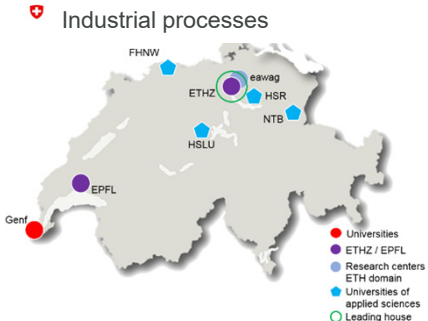 Industrial processes
FHNW
eawag
ETHZ
HSR
NTB
HSLU
EPFL
Genf
Universities
ETHZ / EPFL
Research centers
ETH domain
Universities of
applied sciences
Leading house